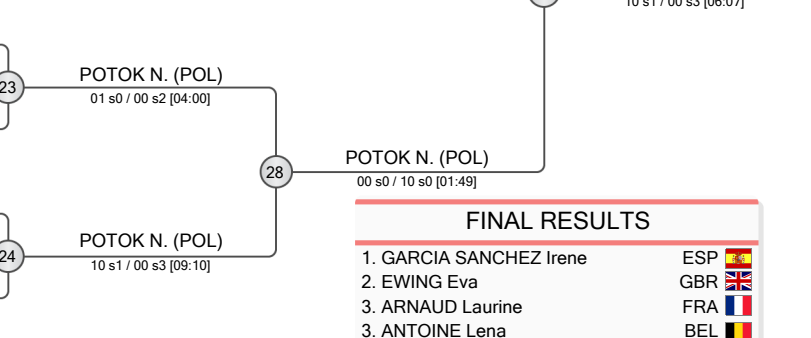 10 s1 / 00 s3 [06:07]
23
POTOK N. (POL)
01 s0 / 00 s2 [04:00]
28
POTOK N. (POL)
00 s0 / 10 s0 [01:49]
24
POTOK N. (POL)
10 s1 / 00 s3 [09:10]
FINAL RESULTS
1. GARCIA SANCHEZ Irene ESP
2. EWING Eva GBR
3. ARNAUD Laurine FRA
3. ANTOINE Lena BEL